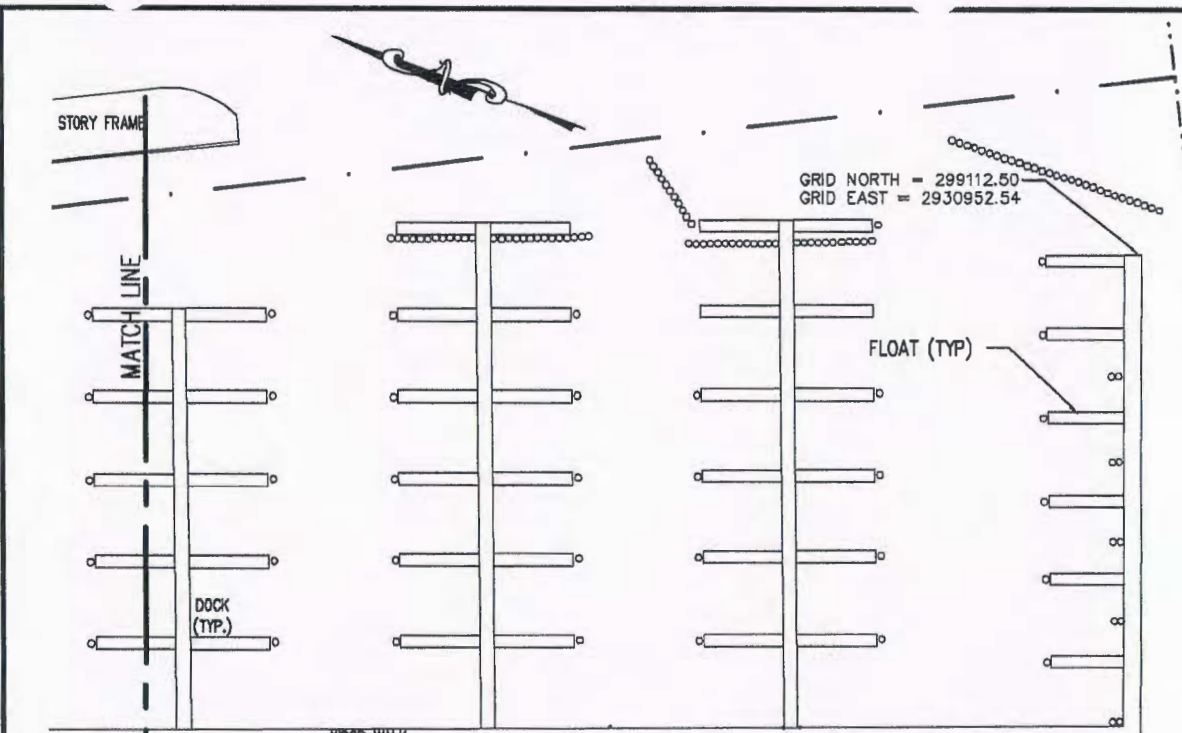 STORY FRAME
GRID NORTH = 299112.50
GRID EAST = 2930952.54
MATCH LINE
FLOAT (TYP)
DOCK
(TYP.)